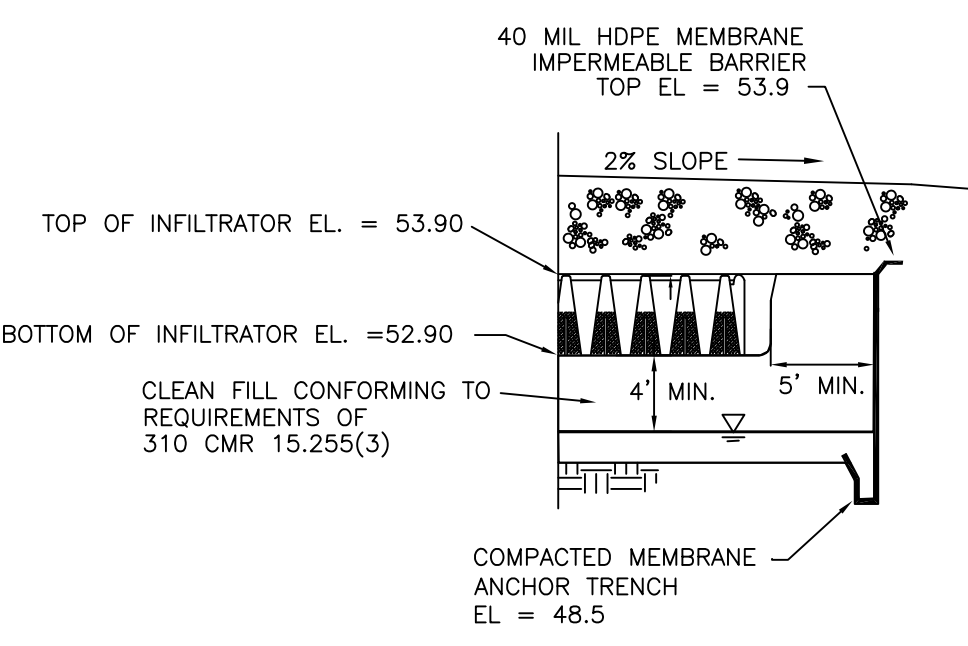 40 MIL HDPE MEMBRANE
IMPERMEABLE BARRIER
TOP EL = 53.9
2% SLOPE
TOP OF INFILTRATOR EL. = 53.90
BOTTOM OF INFILTRATOR EL. =52.90
CLEAN FILL CONFORMING TO
REQUIREMENTS OF
310 CMR 15.255(3)
4' MIN.
5' MIN.
COMPACTED MEMBRANE
ANCHOR TRENCH
EL = 48.5